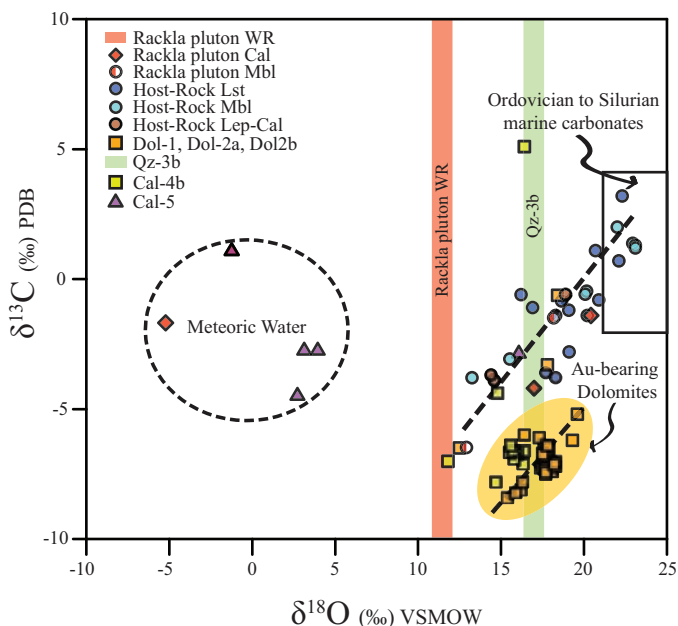 10
5
0
-5
-10
δ13C (‰) PDB
Rackla pluton WR
Rackla pluton Cal
Rackla pluton Mbl
Host-Rock Lst
Host-Rock Mbl
Host-Rock Lep-Cal
Dol-1, Dol-2a, Dol2b
Qz-3b
Cal-4b
Cal-5
Rackla pluton WR
Qz-3b
Ordovician to Silurian
marine carbonates
Meteoric Water
Au-bearing
Dolomites
-10
-5
0
5
10
15
20
25
δ18O (‰) VSMOW